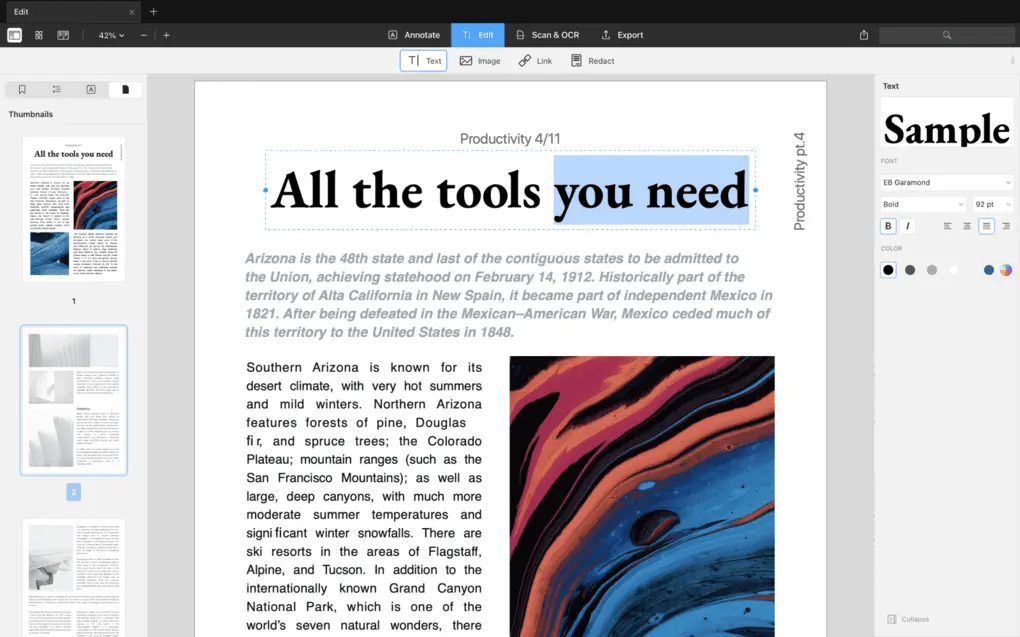 Edit
42%
Annotate
Edit
Scan & OCR
Export
Text
Image
Link
Redact
Thumbnails
All the tools you need
1
2
Productivity 4/11
Productivity pt.4
All the tools you need
Arizona is the 48th state and last of the contiguous states to be admitted to
the Union, achieving statehood on February 14, 1912. Historically part of the
territory of Alta California in New Spain, it became part of independent Mexico in
1821. After being defeated in the Mexican–American War, Mexico ceded much of
this territory to the United States in 1848.
Southern Arizona is known for its
desert climate, with very hot summers
and mild winters. Northern Arizona
features forests of pine, Douglas
fir, and spruce trees; the Colorado
Plateau; mountain ranges (such as the
San Francisco Mountains); as well as
large, deep canyons, with much more
moderate summer temperatures and
significant winter snowfalls. There are
ski resorts in the areas of Flagstaff,
Alpine, and Tucson. In addition to the
internationally known Grand Canyon
National Park, which is one of the
world's seven natural wonders, there
Text
Sample
FONT
EB Garamond
Bold
92 pt
B
I
COLOR
Collapse